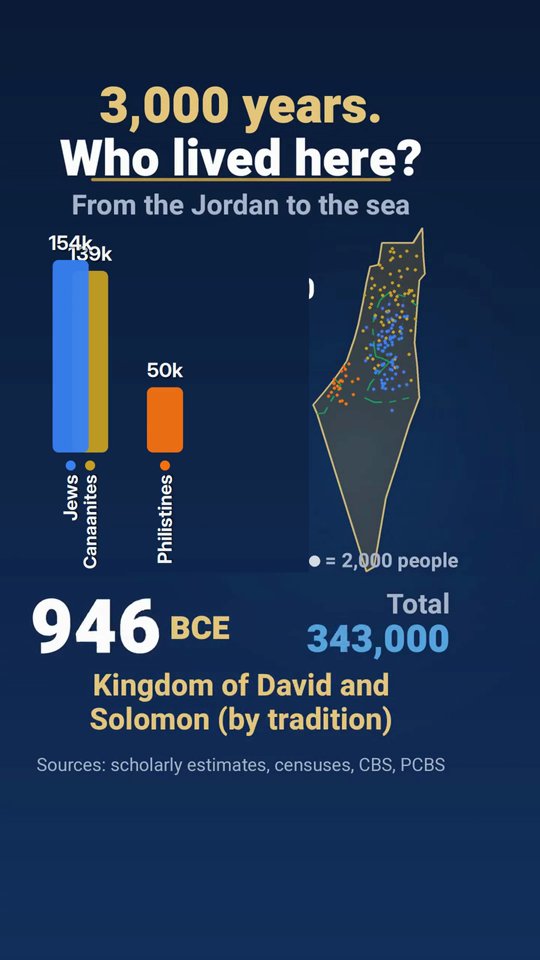 3,000 years.
Who lived here?
From the Jordan to the sea
154k
139k
50k
Jews
Canaanites
Philistines
= 2,000 people
946 BCE
Total
343,000
Kingdom of David and
Solomon (by tradition)
Sources: scholarly estimates, censuses, CBS, PCBS